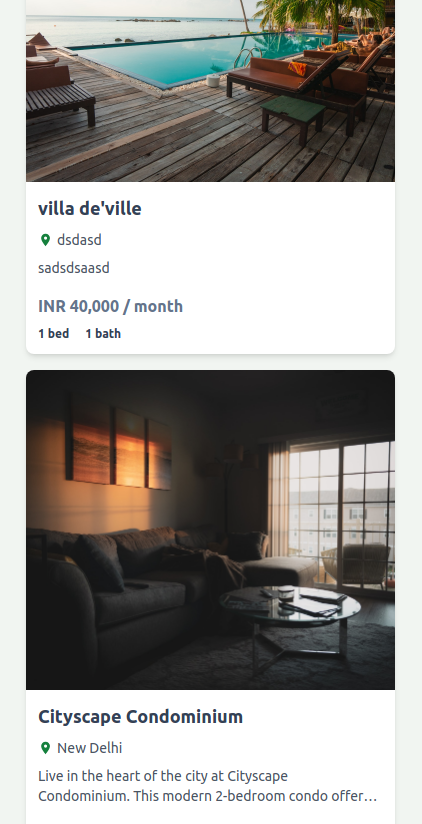 villa de'ville
dsdasd
sadsdsaasd
INR 40,000 / month
1 bed 1 bath
Cityscape Condominium
New Delhi
Live in the heart of the city at Cityscape
Condominium. This modern 2-bedroom condo offer…